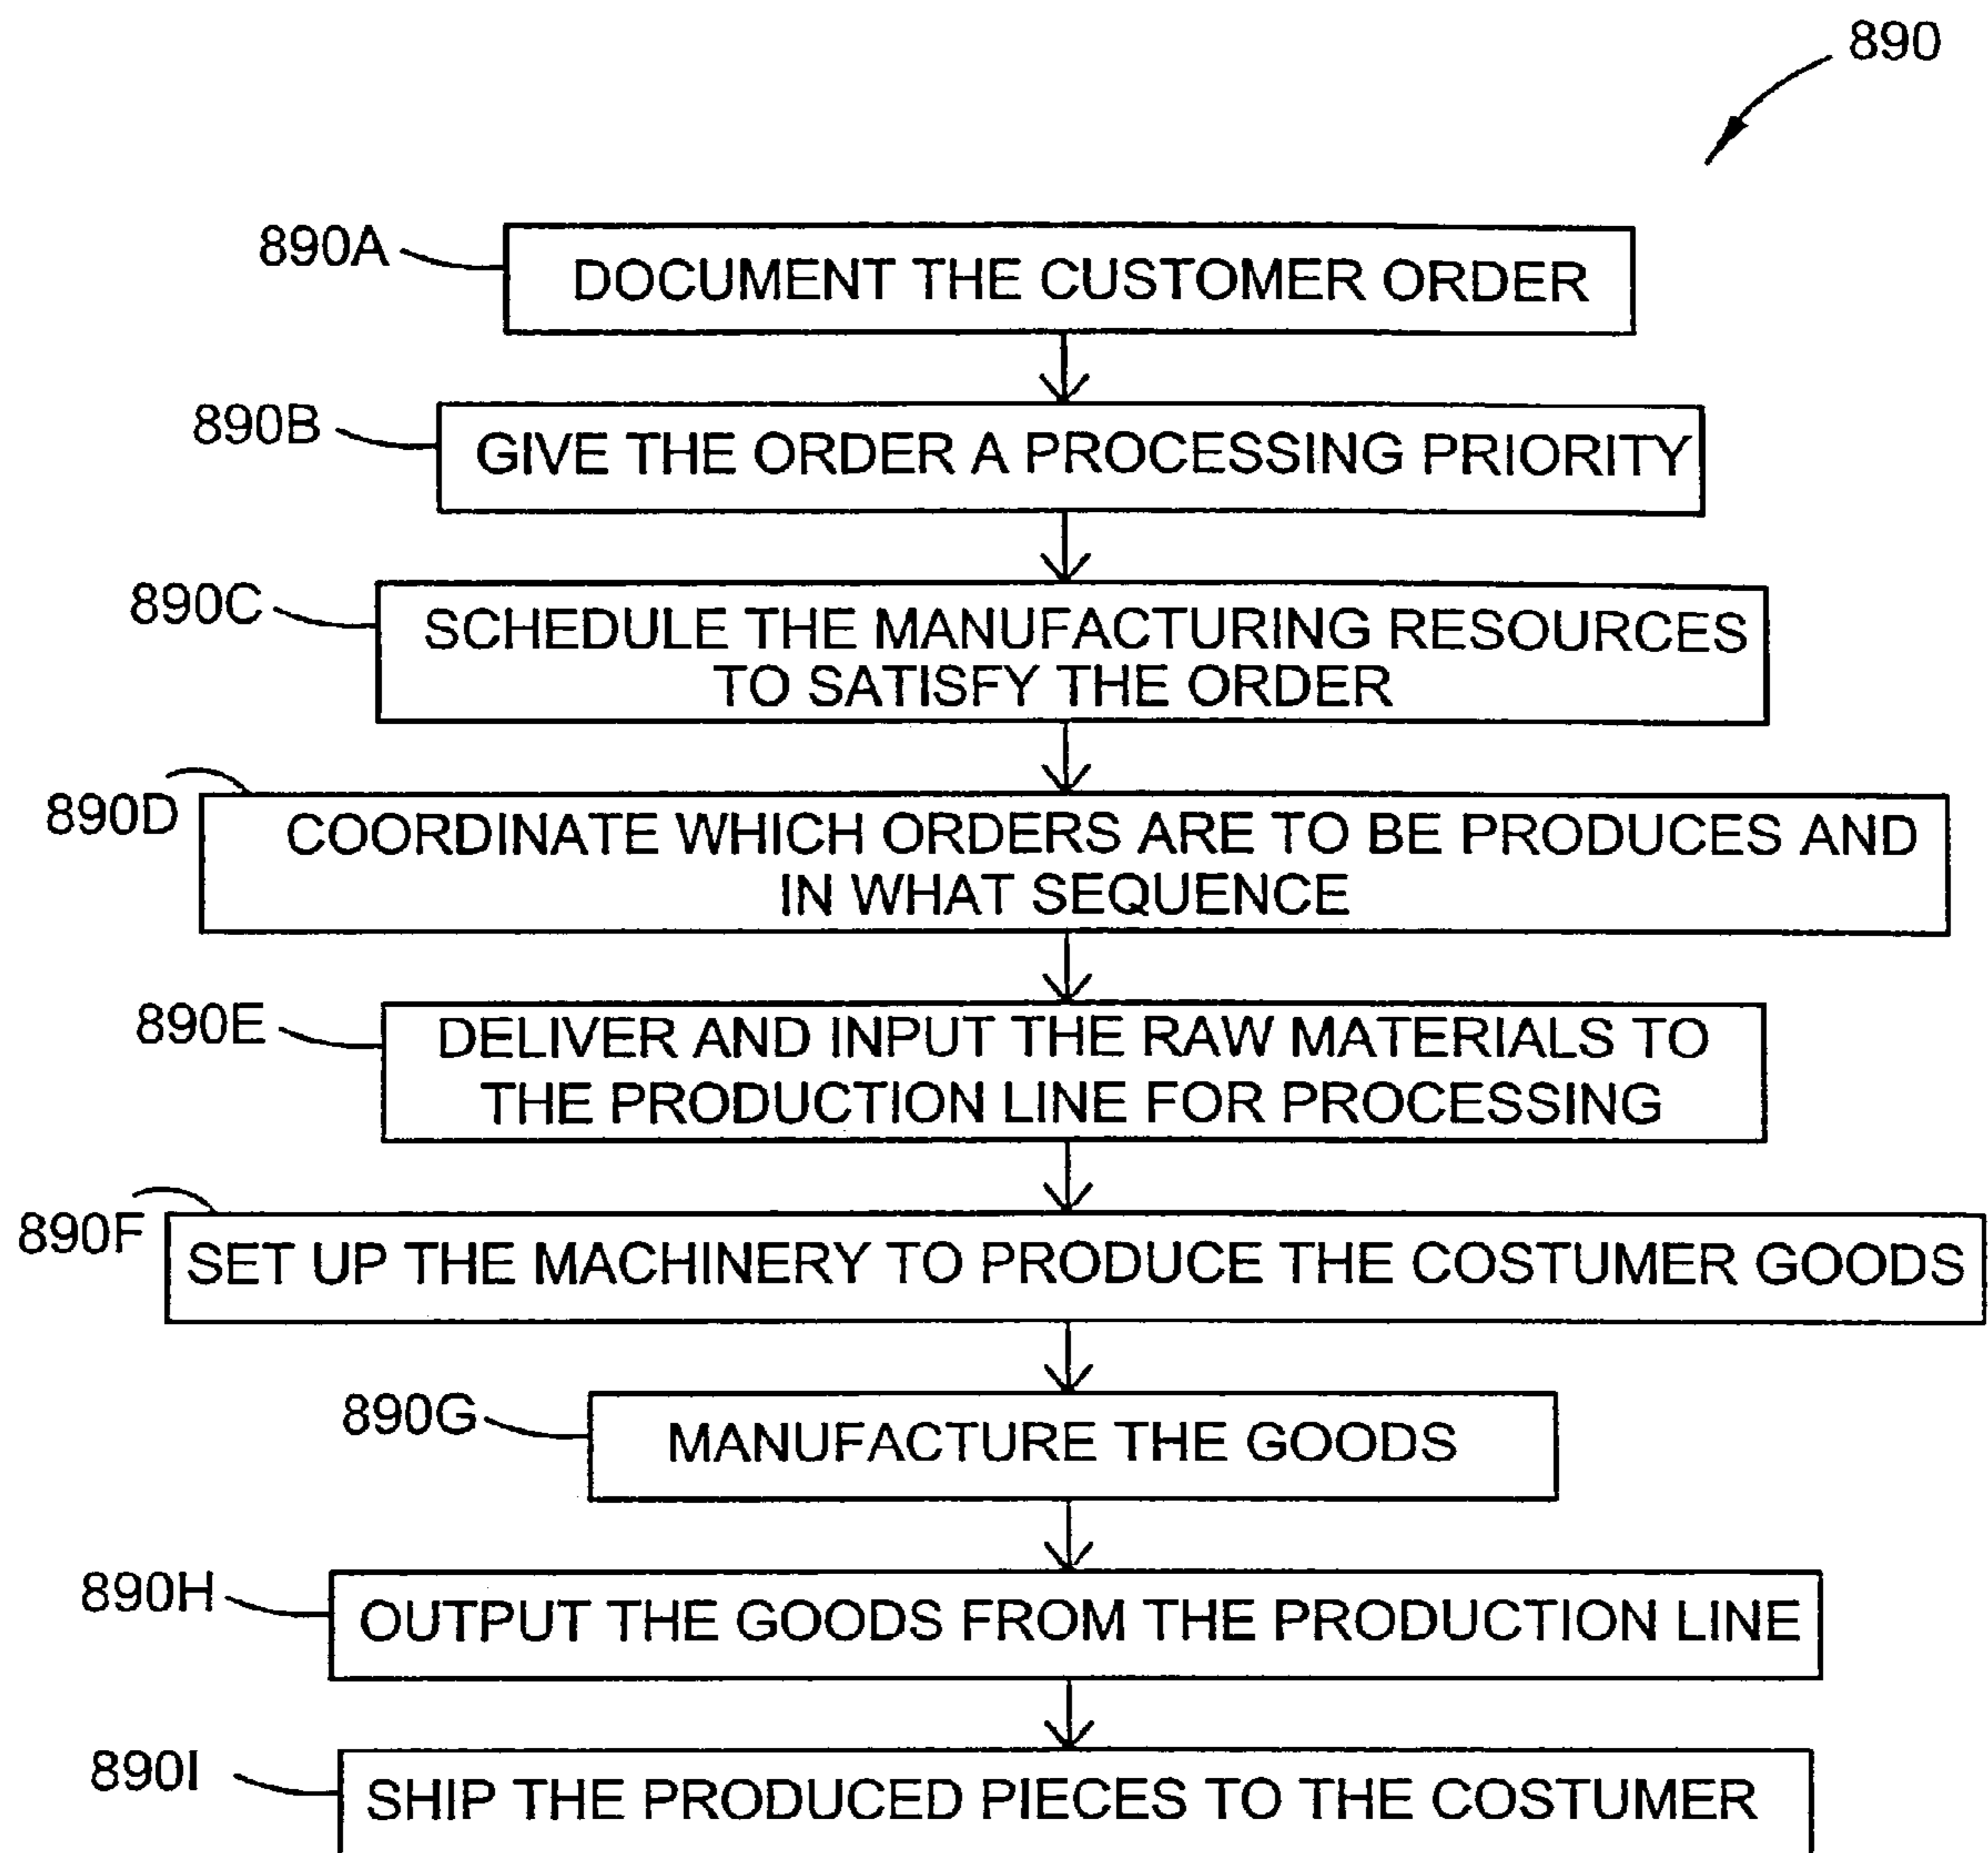 890
890A
DOCUMENT THE CUSTOMER ORDER
890B
GIVE THE ORDER A PROCESSING PRIORITY
890C
SCHEDULE THE MANUFACTURING RESOURCES
TO SATISFY THE ORDER
890D
COORDINATE WHICH ORDERS ARE TO BE PRODUCES AND
IN WHAT SEQUENCE
890E
DELIVER AND INPUT THE RAW MATERIALS TO
THE PRODUCTION LINE FOR PROCESSING
890F
SET UP THE MACHINERY TO PRODUCE THE COSTUMER GOODS
890G
MANUFACTURE THE GOODS
890H
OUTPUT THE GOODS FROM THE PRODUCTION LINE
890I
SHIP THE PRODUCED PIECES TO THE COSTUMER